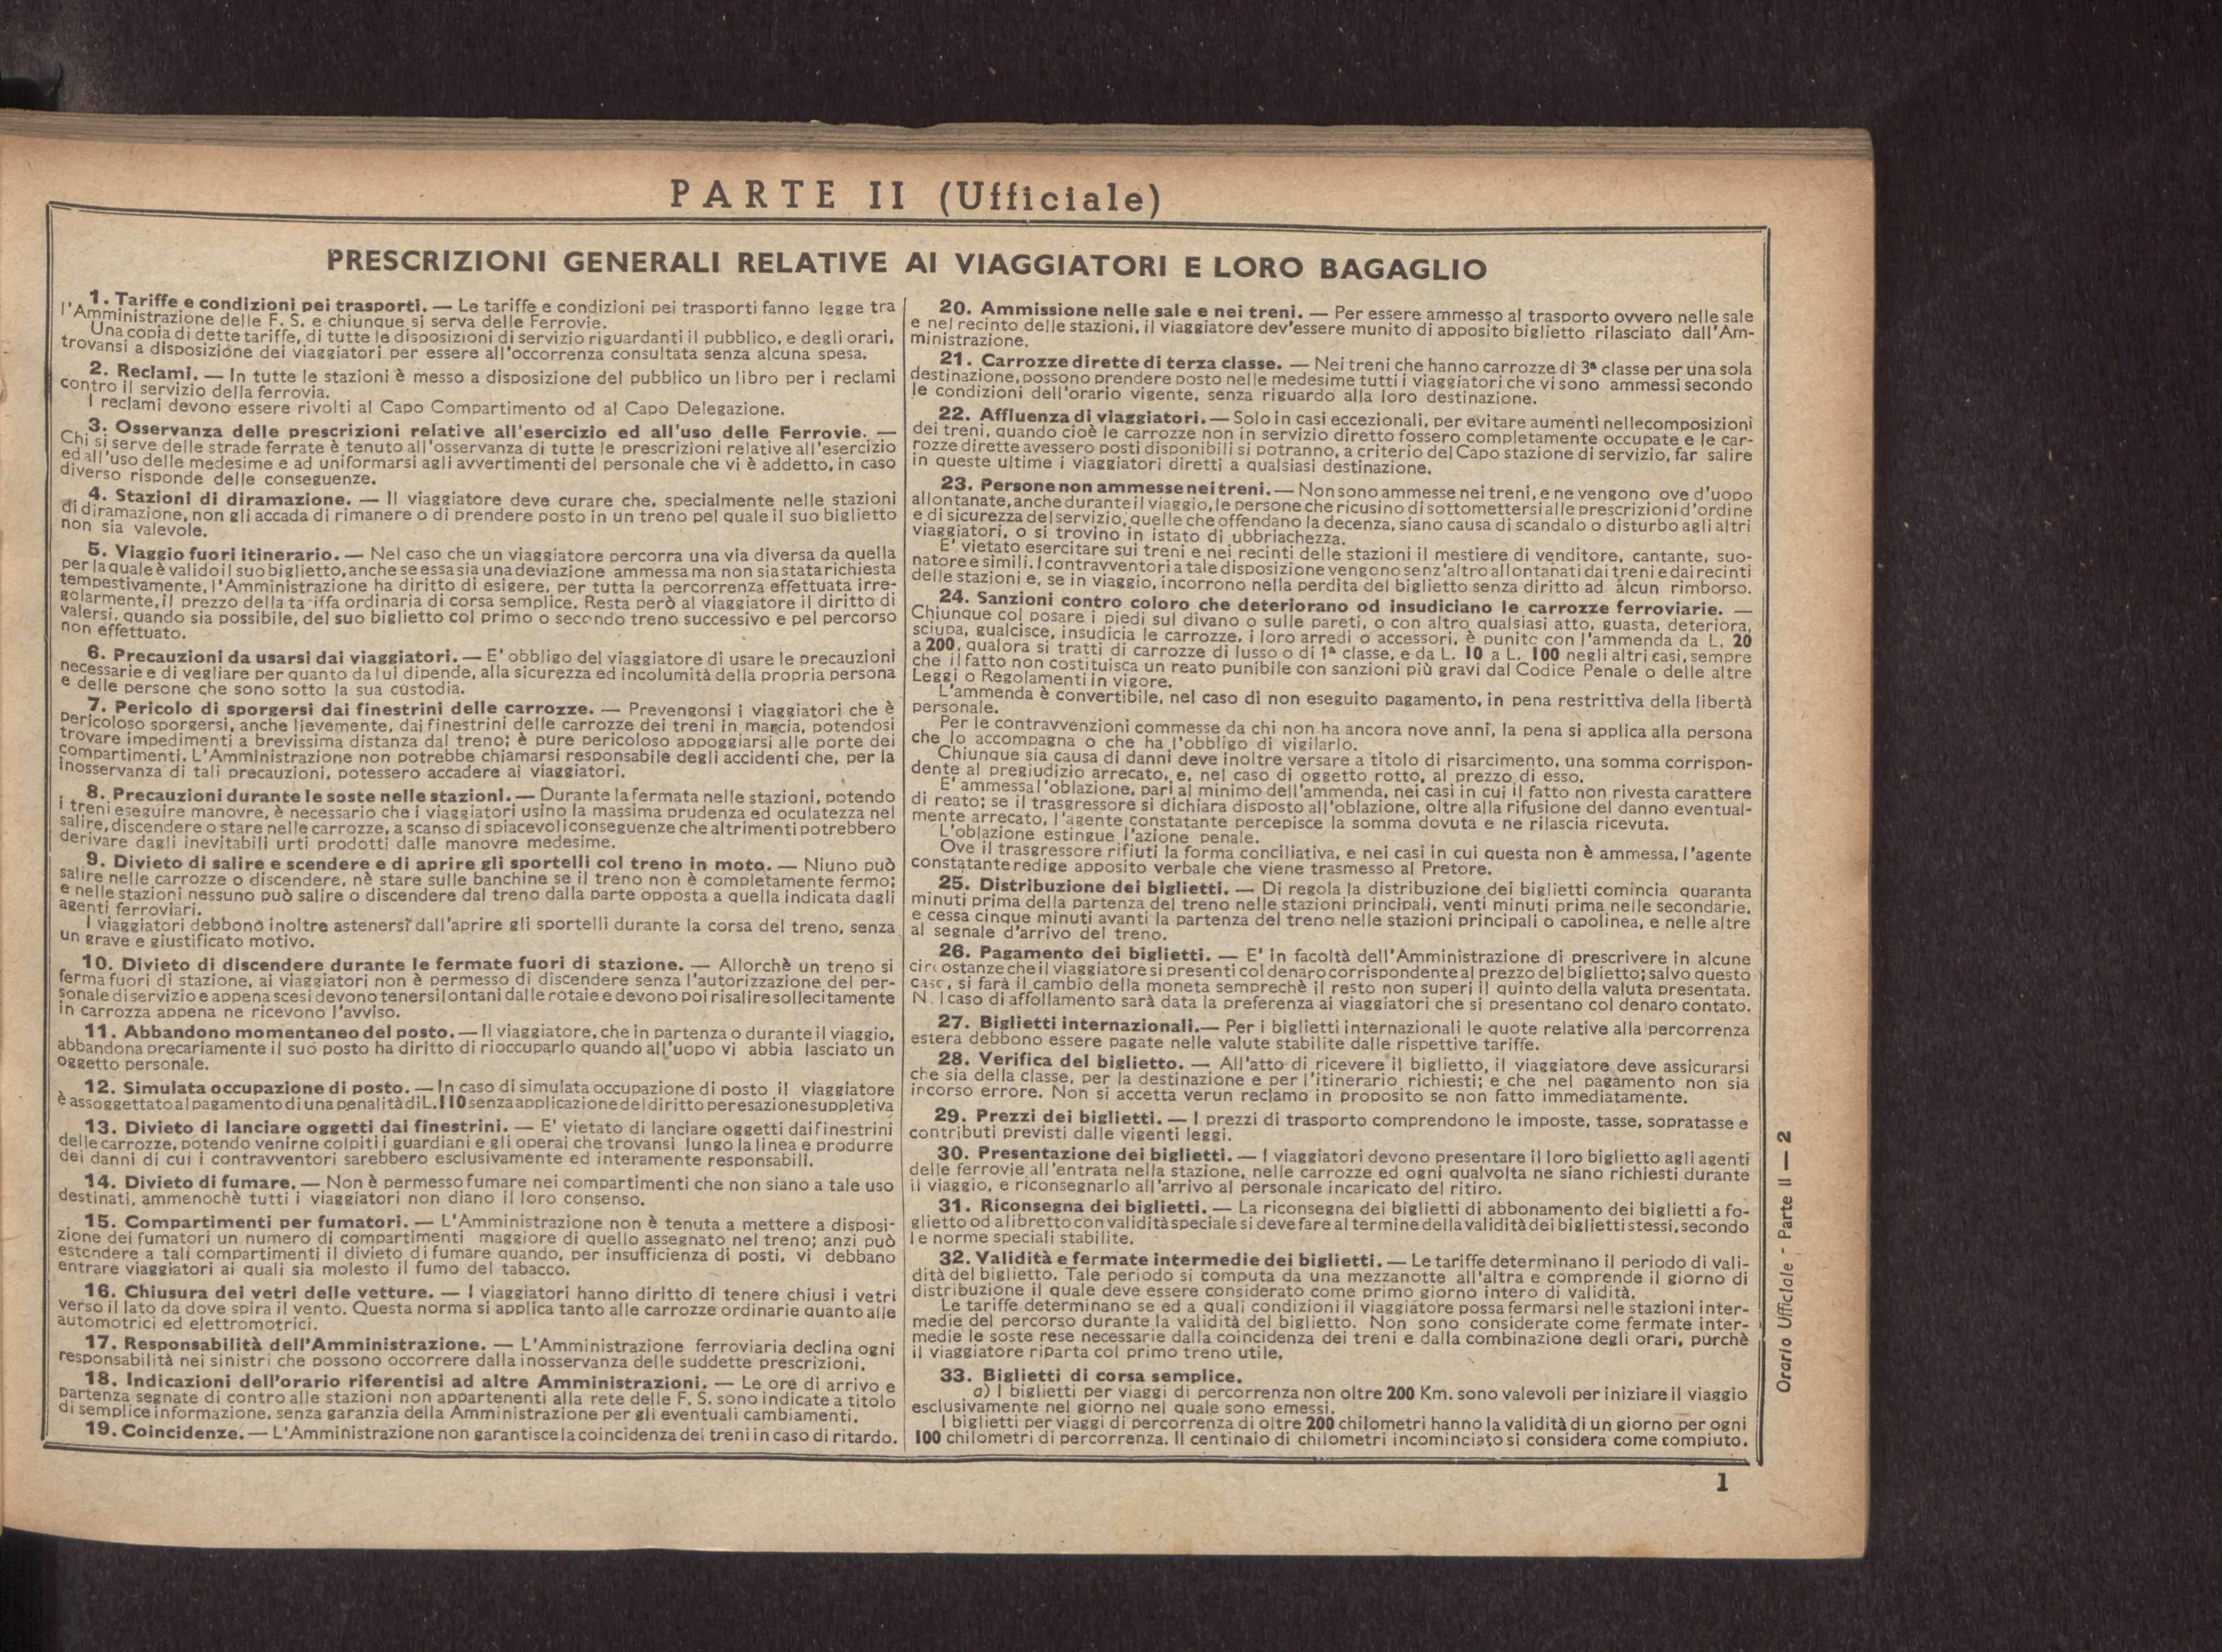 PARTE II (Ufficiale)
PRESCRIZIONI GENERALI RELATIVE AI VIAGGIATORI E LORO BAGAGLIO
1. Tariffe e condizioni pei trasporti. — Le tariffe e condizioni pei trasporti fanno legge tra
l'Amministrazione delle F. S. e chiunque si serva delle Ferrovie.
Una copia di dette tariffe, di tutte le disposizioni di servizio riguardanti il pubblico, e degli orari,
trovansi a disposizione dei viaggiatori per essere all'occorrenza consultata senza alcuna spesa.
2. Reclami. — In tutte le stazioni è messo a disposizione del pubblico un libro per i reclami
contro il servizio della ferrovia.
I reclami devono essere rivolti al Capo Compartimento od al Capo Delegazione.
3. Osservanza delle prescrizioni relative all'esercizio ed all'uso delle Ferrovie. —
Chi si serve delle strade ferrate è tenuto all'osservanza di tutte le prescrizioni relative all'esercizio
ed all'uso delle medesime e ad uniformarsi agli avvertimenti del personale che vi è addetto, in caso
diverso risponde delle conseguenze.
4. Stazioni di diramazione. — Il viaggiatore deve curare che, specialmente nelle stazioni
di diramazione, non gli accada di rimanere o di prendere posto in un treno pel quale il suo biglietto
non sia valevole.
5. Viaggio fuori itinerario. — Nel caso che un viaggiatore percorra una via diversa da quella
per la quale è valido il suo biglietto, anche se essa sia una deviazione ammessa ma non sia stata richiesta
tempestivamente, l'Amministrazione ha diritto di esigere, per tutta la percorrenza effettuata irre-
golarmente, il prezzo della ta iffa ordinaria di corsa semplice. Resta però al viaggiatore il diritto di
valersi, quando sia possibile, del suo biglietto col primo o secondo treno successivo e pel percorso
non effettuato.
6. Precauzioni da usarsi dai viaggiatori. — E' obbligo del viaggiatore di usare le precauzioni
necessarie e di vegliare per quanto da lui dipende, alla sicurezza ed incolumità della propria persona
e delle persone che sono sotto la sua custodia.
7. Pericolo di sporgersi dai finestrini delle carrozze. — Prevengonsi i viaggiatori che è
pericoloso sporgersi, anche lievemente, dai finestrini delle carrozze dei treni in marcia, potendosi
trovare impedimenti a brevissima distanza dal treno; è pure pericoloso appoggiarsi alle porte dei
compartimenti. L'Amministrazione non potrebbe chiamarsi responsabile degli accidenti che, per la
inosservanza di tali precauzioni, potessero accadere ai viaggiatori.
8. Precauzioni durante le soste nelle stazioni. — Durante la fermata nelle stazioni, potendo
i treni eseguire manovre, è necessario che i viaggiatori usino la massima prudenza ed oculatezza nel
salire, discendere o stare nelle carrozze, a scanso di spiacevoli conseguenze che altrimenti potrebbero
derivare dagli inevitabili urti prodotti dalle manovre medesime.
9. Divieto di salire e scendere e di aprire gli sportelli col treno in moto. — Niuno può
salire nelle carrozze o discendere, nè stare sulle banchine se il treno non è completamente fermo;
e nelle stazioni nessuno può salire o discendere dal treno dalla parte opposta a quella indicata dagli
agenti ferroviari.
I viaggiatori debbono inoltre astenersi dall'aprire gli sportelli durante la corsa del treno, senza
un grave e giustificato motivo.
10. Divieto di discendere durante le fermate fuori di stazione. — Allorchè un treno si
ferma fuori di stazione, ai viaggiatori non è permesso di discendere senza l'autorizzazione del per-
sonale di servizio e appena scesi devono tenersi lontani dalle rotaie e devono poi risalire sollecitamente
in carrozza appena ne ricevono l'avviso.
11. Abbandono momentaneo del posto. — Il viaggiatore, che in partenza o durante il viaggio,
abbandona precariamente il suo posto ha diritto di rioccuparlo quando all'uopo vi abbia lasciato un
oggetto personale.
12. Simulata occupazione di posto. — In caso di simulata occupazione di posto il viaggiatore
è assoggettato al pagamento di una penalità di L. 110 senza applicazione del diritto per esazione suppletiva
13. Divieto di lanciare oggetti dai finestrini. — E' vietato di lanciare oggetti dai finestrini
delle carrozze, potendo venirne colpiti i guardiani e gli operai che trovansi lungo la linea e produrre
dei danni di cui i contravventori sarebbero esclusivamente ed interamente responsabili.
14. Divieto di fumare. — Non è permesso fumare nei compartimenti che non siano a tale uso
destinati, ammenochè tutti i viaggiatori non diano il loro consenso.
15. Compartimenti per fumatori. — L'Amministrazione non è tenuta a mettere a disposi-
zione dei fumatori un numero di compartimenti maggiore di quello assegnato nel treno; anzi può
estendere a tali compartimenti il divieto di fumare quando, per insufficienza di posti, vi debbano
entrare viaggiatori ai quali sia molesto il fumo del tabacco.
16. Chiusura dei vetri delle vetture. — I viaggiatori hanno diritto di tenere chiusi i vetri
verso il lato da dove spira il vento. Questa norma si applica tanto alle carrozze ordinarie quanto alle
automotrici ed elettromotrici.
17. Responsabilità dell'Amministrazione. — L'Amministrazione ferroviaria declina ogni
responsabilità nei sinistri che possono occorrere dalla inosservanza delle suddette prescrizioni.
18. Indicazioni dell'orario riferentisi ad altre Amministrazioni. — Le ore di arrivo e
partenza segnate di contro alle stazioni non appartenenti alla rete delle F. S. sono indicate a titolo
di semplice informazione, senza garanzia della Amministrazione per gli eventuali cambiamenti.
19. Coincidenze. — L'Amministrazione non garantisce la coincidenza dei treni in caso di ritardo.
20. Ammissione nelle sale e nei treni. — Per essere ammesso al trasporto ovvero nelle sale
e nel recinto delle stazioni, il viaggiatore dev'essere munito di apposito biglietto rilasciato dall'Am-
ministrazione.
21. Carrozze dirette di terza classe. — Nei treni che hanno carrozze di 3ª classe per una sola
destinazione, possono prendere posto nelle medesime tutti i viaggiatori che vi sono ammessi secondo
le condizioni dell'orario vigente, senza riguardo alla loro destinazione.
22. Affluenza di viaggiatori. — Solo in casi eccezionali, per evitare aumenti nelle composizioni
dei treni, quando cioè le carrozze non in servizio diretto fossero completamente occupate e le car-
rozze dirette avessero posti disponibili si potranno, a criterio del Capo stazione di servizio, far salire
in queste ultime i viaggiatori diretti a qualsiasi destinazione.
23. Persone non ammesse nei treni. — Non sono ammesse nei treni, e ne vengono ove d'uopo
allontanate, anche durante il viaggio, le persone che ricusino di sottomettersi alle prescrizioni d'ordine
e di sicurezza del servizio, quelle che offendano la decenza, siano causa di scandalo o disturbo agli altri
viaggiatori, o si trovino in istato di ubbriachezza.
E' vietato esercitare sui treni e nei recinti delle stazioni il mestiere di venditore, cantante, suo-
natore e simili. I contravventori a tale disposizione vengono senz'altro allontanati dai treni e dai recinti
delle stazioni e, se in viaggio, incorrono nella perdita del biglietto senza diritto ad alcun rimborso.
24. Sanzioni contro coloro che deteriorano od insudiciano le carrozze ferroviarie. —
Chiunque col posare i piedi sul divano o sulle pareti, o con altro qualsiasi atto, guasta, deteriora,
sciupa, gualcisce, insudicia le carrozze, i loro arredi o accessori, è punito con l'ammenda da L. 20
a 200, qualora si tratti di carrozze di lusso o di 1ª classe, e da L. 10 a L. 100 negli altri casi, sempre
che il fatto non costituisca un reato punibile con sanzioni più gravi dal Codice Penale o delle altre
Leggi o Regolamenti in vigore.
L'ammenda è convertibile, nel caso di non eseguito pagamento, in pena restrittiva della libertà
personale.
Per le contravvenzioni commesse da chi non ha ancora nove anni, la pena si applica alla persona
che lo accompagna o che ha l'obbligo di vigilarlo.
Chiunque sia causa di danni deve inoltre versare a titolo di risarcimento, una somma corrispon-
dente al pregiudizio arrecato, e, nel caso di oggetto rotto, al prezzo di esso.
E' ammessa l'oblazione, pari al minimo dell'ammenda, nei casi in cui il fatto non rivesta carattere
di reato; se il trasgressore si dichiara disposto all'oblazione, oltre alla rifusione del danno eventual-
mente arrecato, l'agente constatante percepisce la somma dovuta e ne rilascia ricevuta.
L'oblazione estingue l'azione penale.
Ove il trasgressore rifiuti la forma conciliativa, e nei casi in cui questa non è ammessa, l'agente
constatante redige apposito verbale che viene trasmesso al Pretore.
25. Distribuzione dei biglietti. — Di regola la distribuzione dei biglietti comincia quaranta
minuti prima della partenza del treno nelle stazioni principali, venti minuti prima nelle secondarie,
e cessa cinque minuti avanti la partenza del treno nelle stazioni principali o capolinea, e nelle altre
al segnale d'arrivo del treno.
26. Pagamento dei biglietti. — E' in facoltà dell'Amministrazione di prescrivere in alcune
circostanze che il viaggiatore si presenti col denaro corrispondente al prezzo del biglietto; salvo questo
casc, si farà il cambio della moneta semprechè il resto non superi il quinto della valuta presentata.
N. l caso di affollamento sarà data la preferenza ai viaggiatori che si presentano col denaro contato.
27. Biglietti internazionali. — Per i biglietti internazionali le quote relative alla percorrenza
estera debbono essere pagate nelle valute stabilite dalle rispettive tariffe.
28. Verifica del biglietto. — All'atto di ricevere il biglietto, il viaggiatore deve assicurarsi
che sia della classe, per la destinazione e per l'itinerario richiesti; e che nel pagamento non sia
incorso errore. Non si accetta verun reclamo in proposito se non fatto immediatamente.
29. Prezzi dei biglietti. — I prezzi di trasporto comprendono le imposte, tasse, sopratasse e
contributi previsti dalle vigenti leggi.
30. Presentazione dei biglietti. — I viaggiatori devono presentare il loro biglietto agli agenti
delle ferrovie all'entrata nella stazione, nelle carrozze ed ogni qualvolta ne siano richiesti durante
il viaggio, e riconsegnarlo all'arrivo al personale incaricato del ritiro.
31. Riconsegna dei biglietti. — La riconsegna dei biglietti di abbonamento dei biglietti a fo-
glietto od a libretto con validità speciale si deve fare al termine della validità dei biglietti stessi, secondo
le norme speciali stabilite.
32. Validità e fermate intermedie dei biglietti. — Le tariffe determinano il periodo di vali-
dità del biglietto. Tale periodo si computa da una mezzanotte all'altra e comprende il giorno di
distribuzione il quale deve essere considerato come primo giorno intero di validità.
Le tariffe determinano se ed a quali condizioni il viaggiatore possa fermarsi nelle stazioni inter-
medie del percorso durante la validità del biglietto. Non sono considerate come fermate inter-
medie le soste rese necessarie dalla coincidenza dei treni e dalla combinazione degli orari, purchè
il viaggiatore riparta col primo treno utile.
33. Biglietti di corsa semplice.
a) I biglietti per viaggi di percorrenza non oltre 200 Km. sono valevoli per iniziare il viaggio
esclusivamente nel giorno nel quale sono emessi.
I biglietti per viaggi di percorrenza di oltre 200 chilometri hanno la validità di un giorno per ogni
100 chilometri di percorrenza. Il centinaio di chilometri incominciato si considera come compiuto.
Orario Ufficiale - Parte II — 2
1